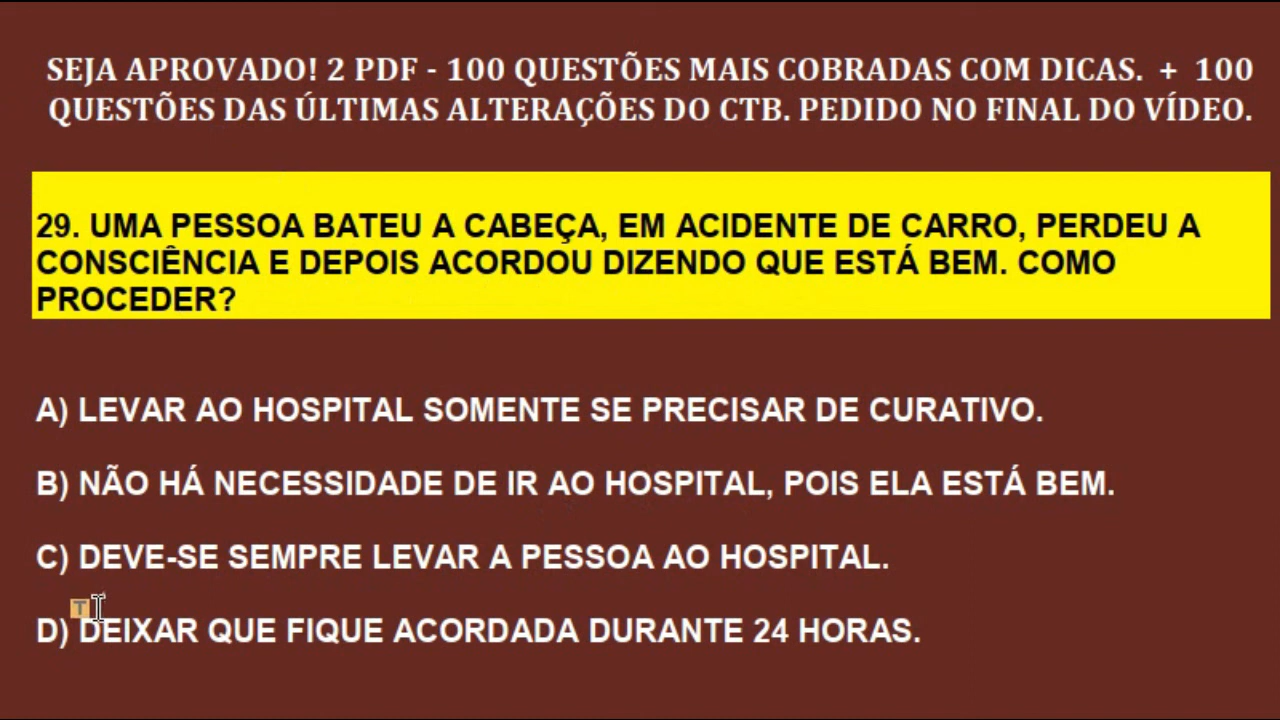 SEJA APROVADO! 2 PDF - 100 QUESTÕES MAIS COBRADAS COM DICAS. + 100
QUESTÕES DAS ÚLTIMAS ALTERAÇÕES DO CTB. PEDIDO NO FINAL DO VÍDEO.
29. UMA PESSOA BATEU A CABEÇA, EM ACIDENTE DE CARRO, PERDEU A
CONSCIÊNCIA E DEPOIS ACORDOU DIZENDO QUE ESTÁ BEM. COMO
PROCEDER?
A) LEVAR AO HOSPITAL SOMENTE SE PRECISAR DE CURATIVO.
B) NÃO HÁ NECESSIDADE DE IR AO HOSPITAL, POIS ELA ESTÁ BEM.
C) DEVE-SE SEMPRE LEVAR A PESSOA AO HOSPITAL.
T
D) DEIXAR QUE FIQUE ACORDADA DURANTE 24 HORAS.